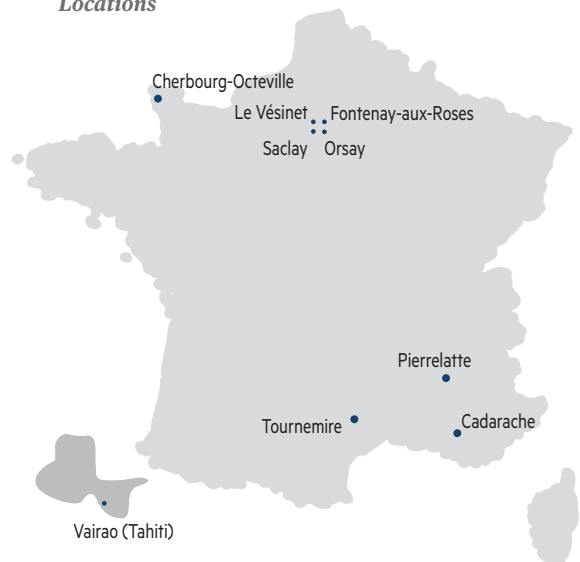 Locations
Cherbourg-Octeville
Le Vésinet
Fontenay-aux-Roses
Saclay
Orsay
Pierrelatte
Tournemire
Cadarache
Vairao (Tahiti)